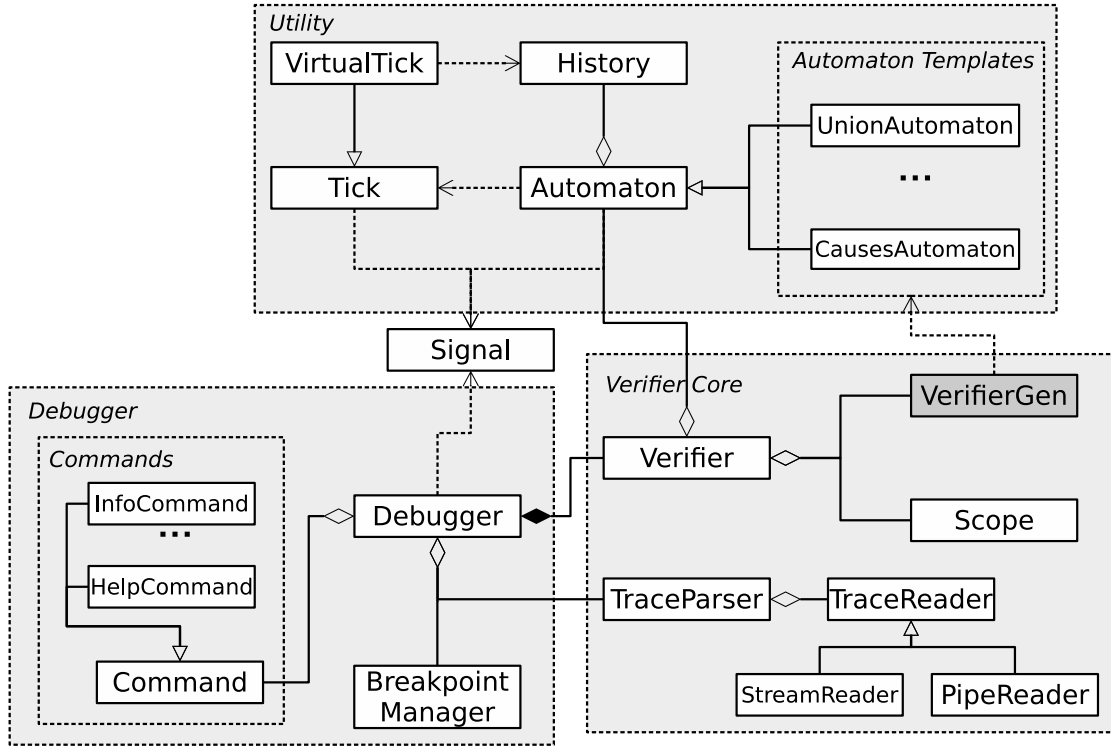 Utility
VirtualTick
History
Automaton Templates
UnionAutomaton
...
Tick
Automaton
CausesAutomaton
Signal
Verifier Core
VerifierGen
Verifier
Scope
TraceParser
TraceReader
StreamReader
PipeReader
Debugger
Commands
InfoCommand
...
HelpCommand
Command
Debugger
Breakpoint
Manager